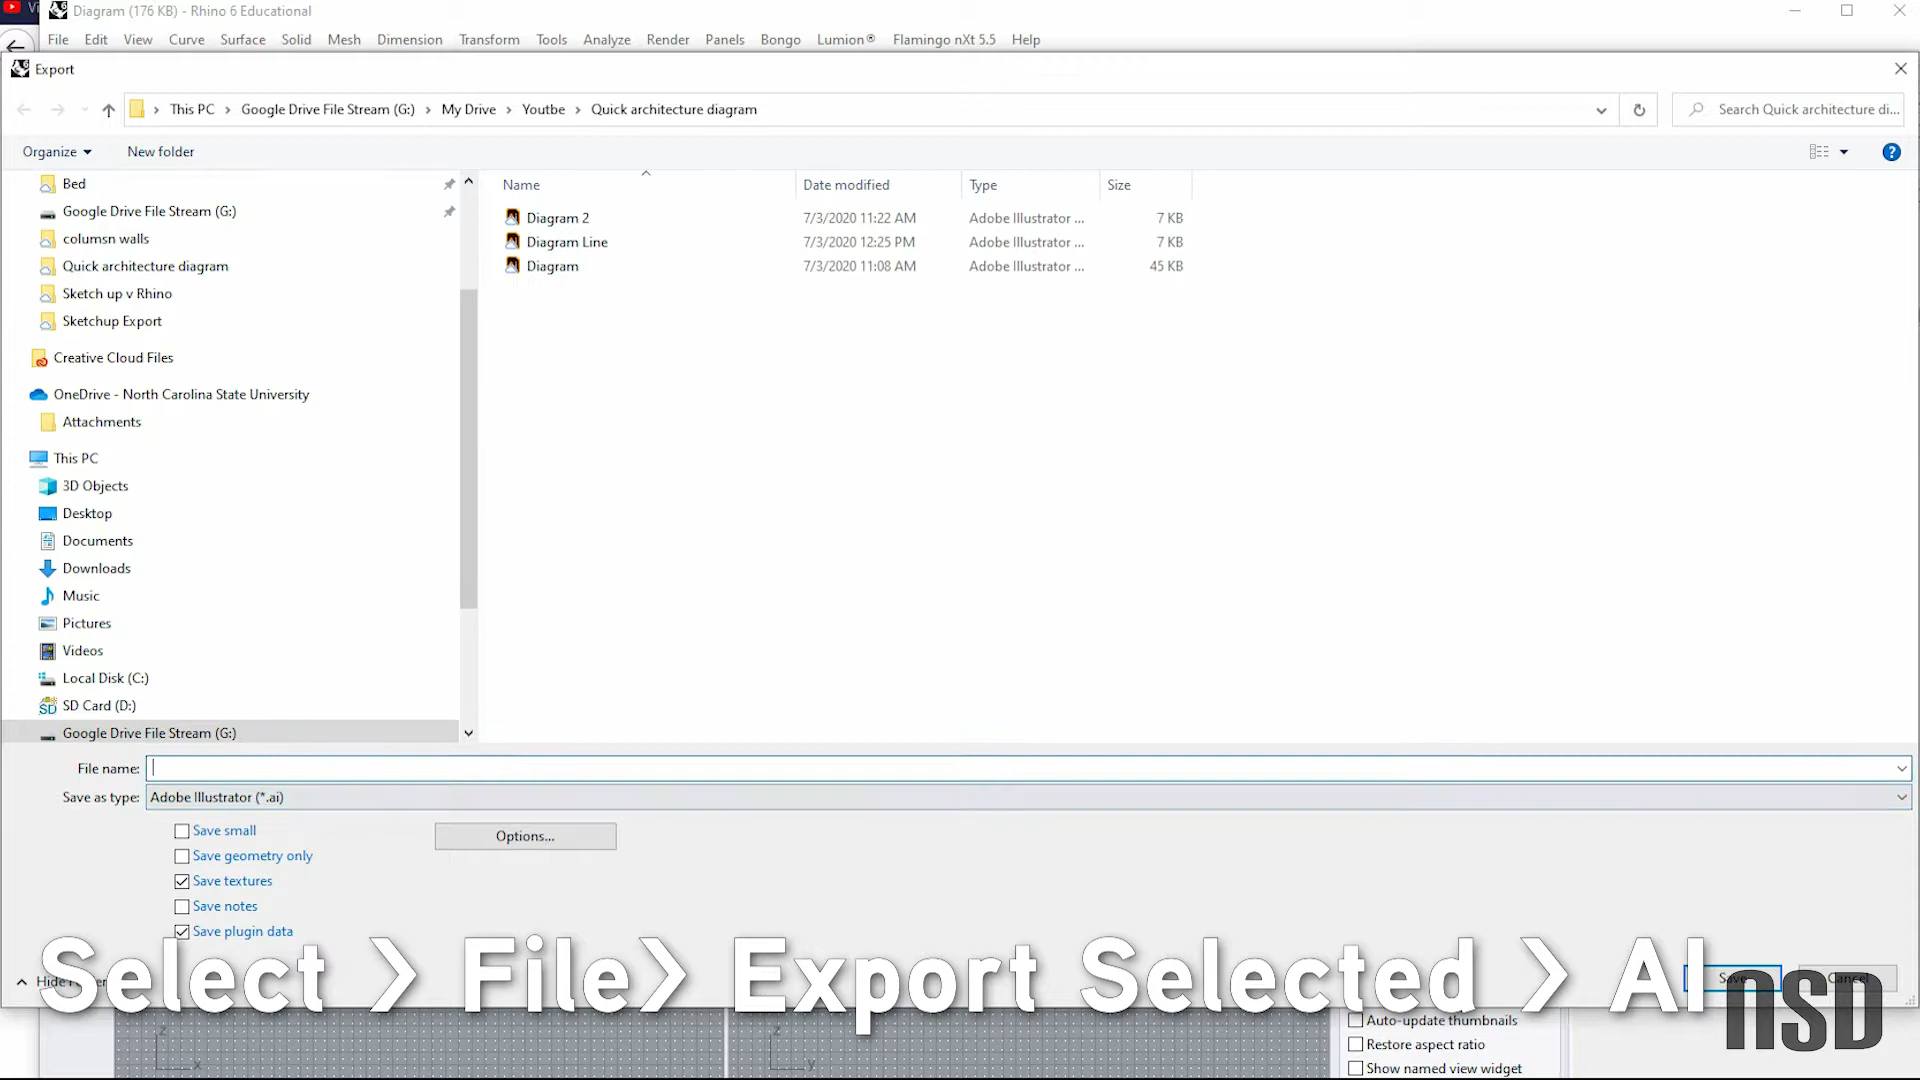 Vi
Diagram (176 KB) - Rhino 6 Educational
File Edit View Curve Surface Solid Mesh Dimension Transform Tools Analyze Render Panels Bongo Lumion® Flamingo nXt 5.5 Help
Export
This PC > Google Drive File Stream (G:) > My Drive > Youtbe > Quick architecture diagram
Search Quick architecture di...
Organize New folder
Name Date modified Type Size
Diagram 2 7/3/2020 11:22 AM Adobe Illustrator ... 7 KB
Diagram Line 7/3/2020 12:25 PM Adobe Illustrator ... 7 KB
Diagram 7/3/2020 11:08 AM Adobe Illustrator ... 45 KB
Bed
Google Drive File Stream (G:)
columsn walls
Quick architecture diagram
Sketch up v Rhino
Sketchup Export
Creative Cloud Files
OneDrive - North Carolina State University
Attachments
This PC
3D Objects
Desktop
Documents
Downloads
Music
Pictures
Videos
Local Disk (C:)
SD Card (D:)
Google Drive File Stream (G:)
File name:
Save as type: Adobe Illustrator (*.ai)
Save small
Options...
Save geometry only
Save textures
Save notes
Save plugin data
Hide
Save
Cancel
Select > File> Export Selected > AI
NSD
Auto-update thumbnails
Restore aspect ratio
Show named view widget
z
x
z
y